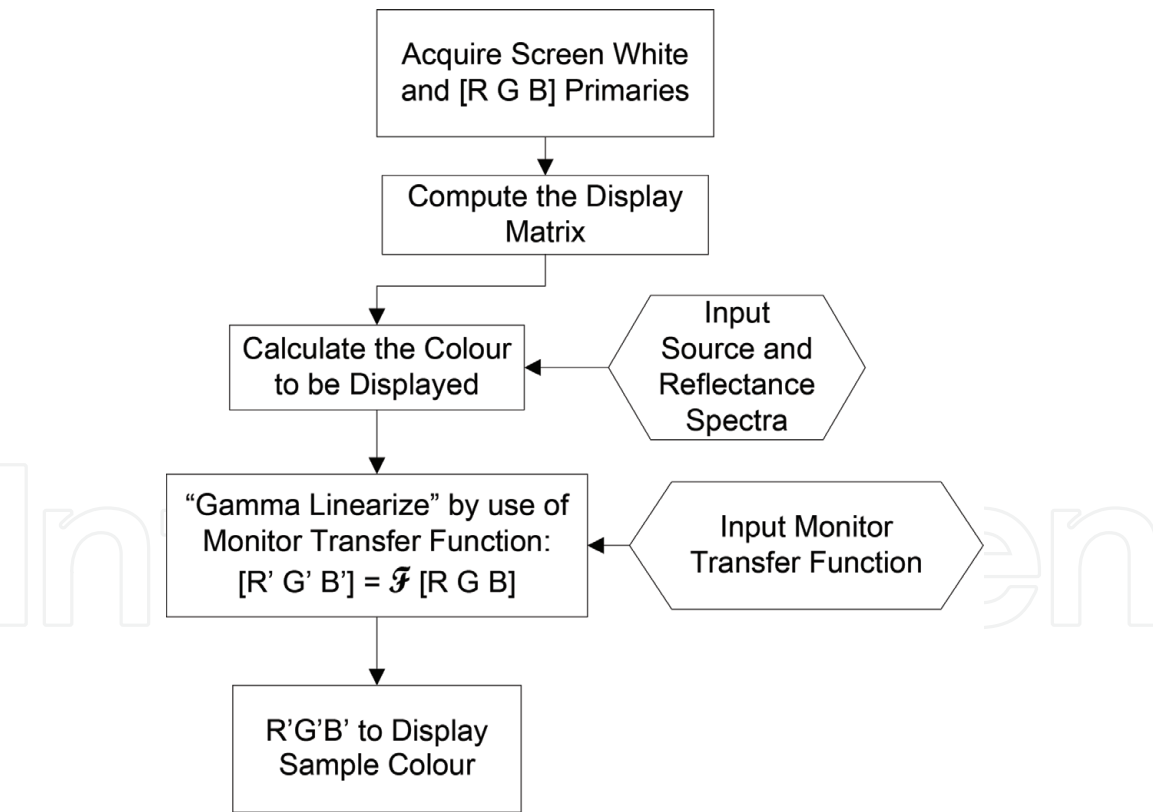 Acquire Screen White
and [R G B] Primaries
Compute the Display
Matrix
Calculate the Colour
to be Displayed
Input
Source and
Reflectance
Spectra
“Gamma Linearize” by use of
Monitor Transfer Function:
[R’ G’ B’] = ℱ [R G B]
Input Monitor
Transfer Function
R’G’B’ to Display
Sample Colour